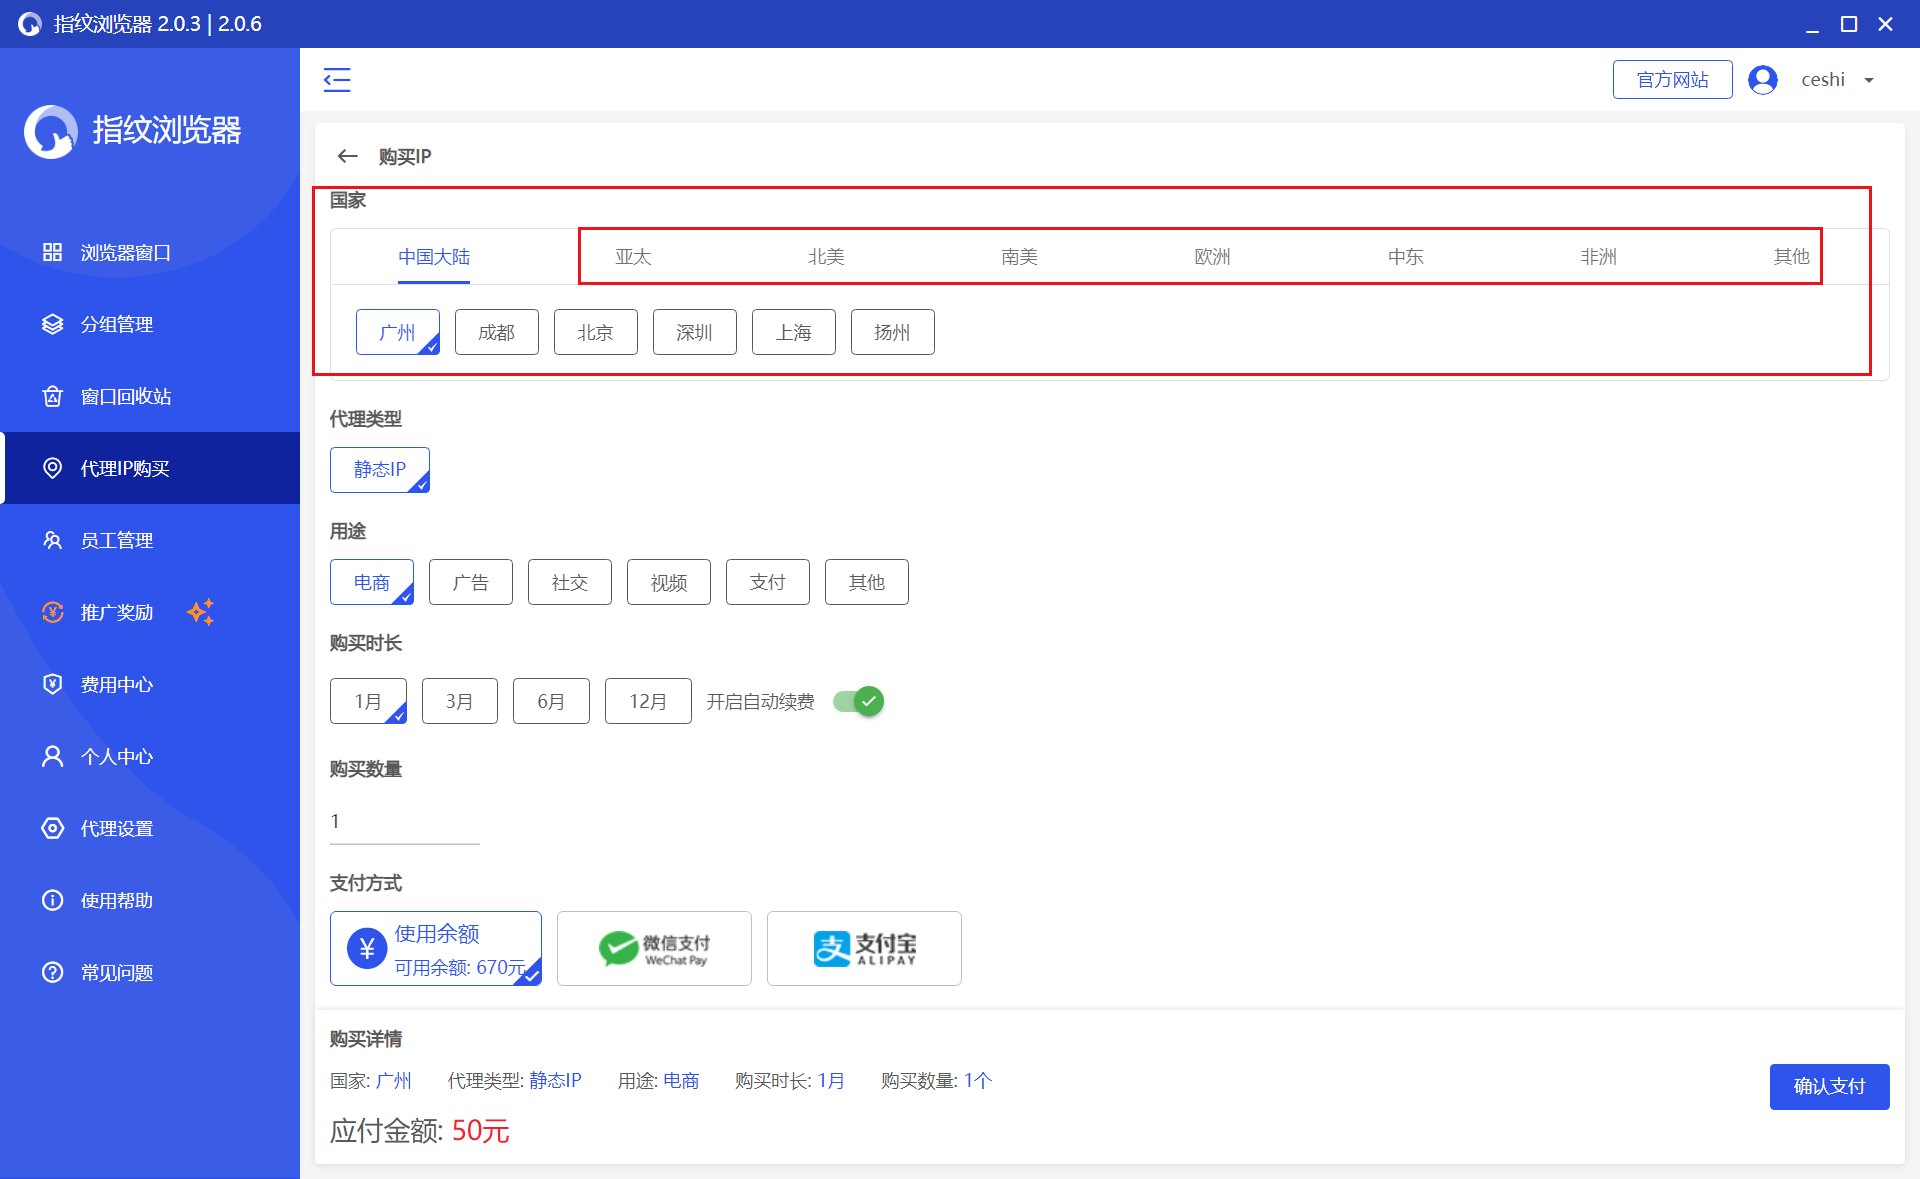 指纹浏览器 2.0.3 | 2.0.6
指纹浏览器
浏览器窗口
分组管理
窗口回收站
代理IP购买
员工管理
推广奖励
费用中心
个人中心
代理设置
使用帮助
常见问题
官方网站 ceshi
购买IP
国家
中国大陆 亚太 北美 南美 欧洲 中东 非洲 其他
广州 成都 北京 深圳 上海 扬州
代理类型
静态IP
用途
电商 广告 社交 视频 支付 其他
购买时长
1月 3月 6月 12月 开启自动续费
购买数量
1
支付方式
¥ 使用余额
可用余额: 670元
微信支付
WeChat Pay
支 支付宝
ALIPAY
购买详情
国家: 广州 代理类型: 静态IP 用途: 电商 购买时长: 1月 购买数量: 1个
应付金额: 50元
确认支付